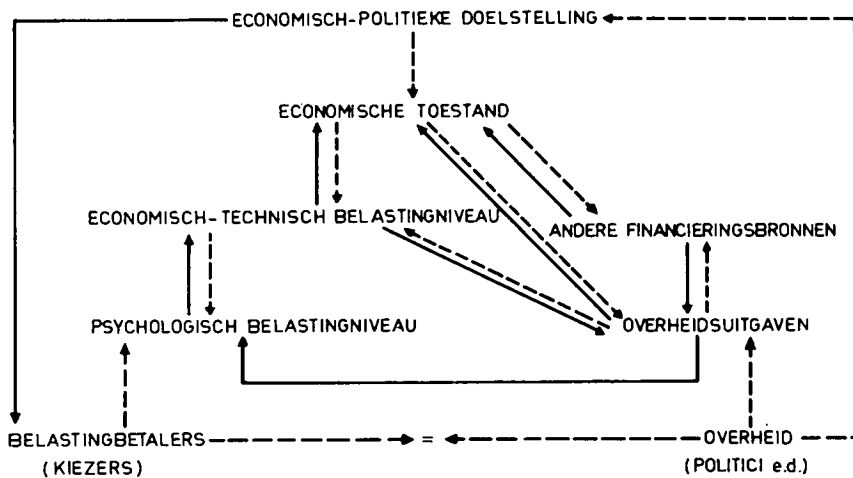 ECONOMISCH-POLITIEKE DOELSTELLING
ECONOMISCHE TOESTAND
ECONOMISCH-TECHNISCH BELASTINGNIVEAU
ANDERE FINANCIERINGSBRONNEN
PSYCHOLOGISCH BELASTINGNIVEAU
OVERHEIDSUITGAVEN
BELASTINGBETALERS = OVERHEID
(KIEZERS) (POLITICI e.d.)